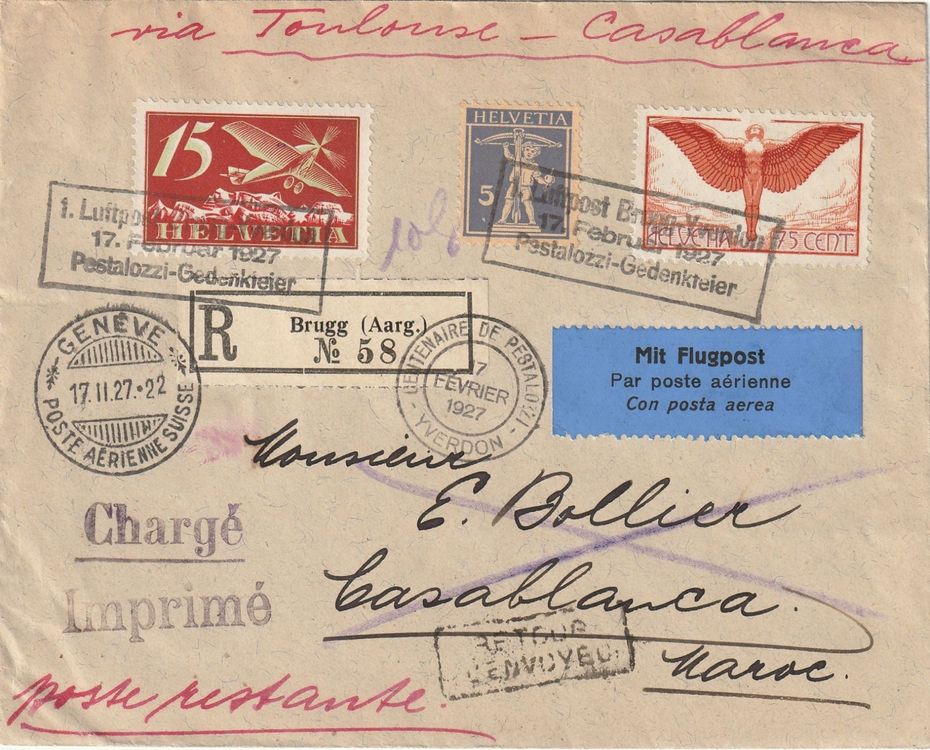 via Toulouse - Casablanca
15
HELVETIA
HELVETIA
5
HELVETIA 75 CENT.
1. Luftpost
17. Februar 1927
Pestalozzi-Gedenkfeier
Luftpost Brugg-Yverdon
17. Februar 1927
Pestalozzi-Gedenkfeier
R
Brugg (Aarg.)
№ 58
GENÈVE
17.II.27.-22
POSTE AÉRIENNE SUISSE
CENTENAIRE DE PESTALOZZI
17
FÉVRIER
1927
- YVERDON -
Mit Flugpost
Par poste aérienne
Con posta aerea
Monsieur
E. Bollier
Casablanca.
Maroc.
Chargé
Imprimé
RETOUR
L'ENVOYEUR
poste restante.